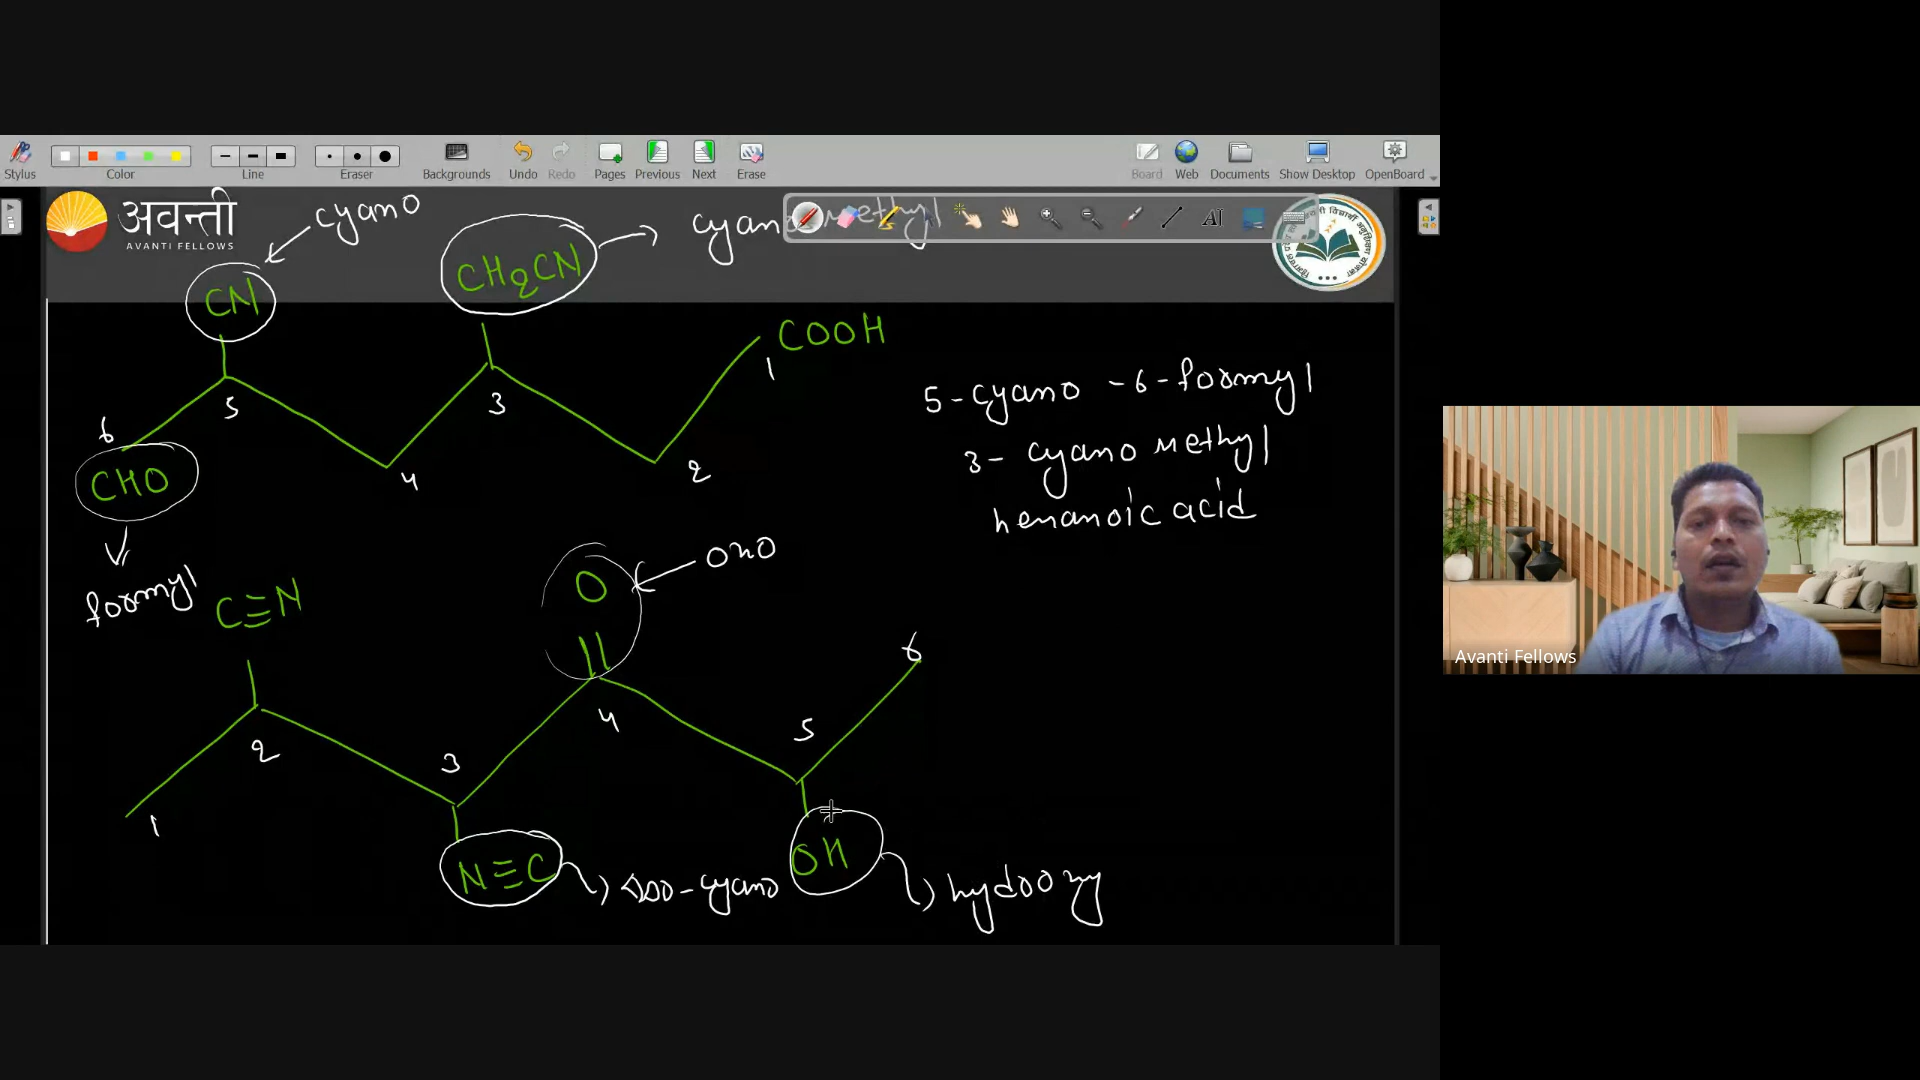 Stylus
Color
Line
Eraser
Backgrounds
Undo
Redo
Pages
Previous
Next
Erase
Board
Web
Documents
Show Desktop
OpenBoard
अवन्ती
AVANTI FELLOWS
cyano
cyano methyl
CN
CH2CN
COOH
1
5
3
6
4
2
CHO
formyl
5-cyano -6-formyl
3- cyano methyl
hexanoic acid
C≡N
O
oxo
6
4
5
2
3
1
N≡C
iso-cyano
OH
hydroxy
Avanti Fellows